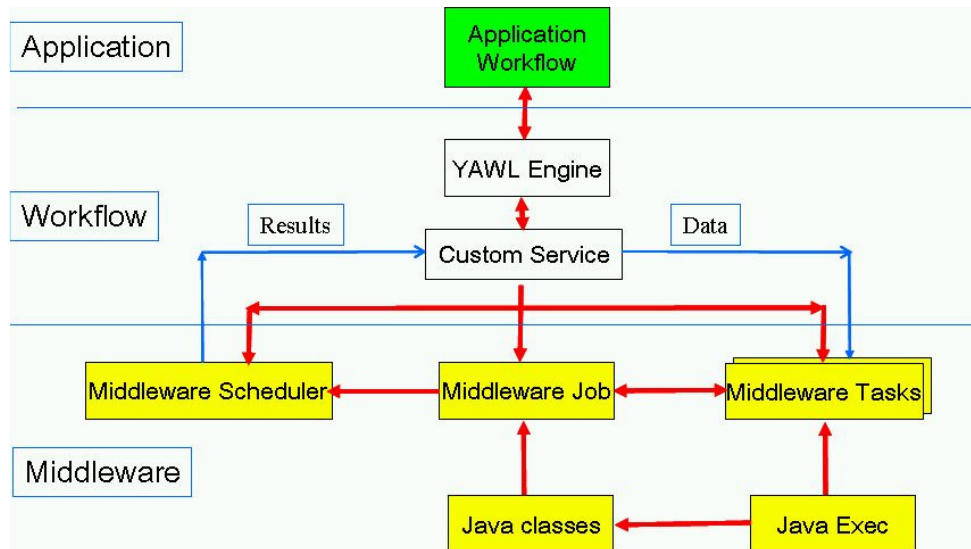 Application
Application
Workflow
YAWL Engine
Workflow
Results
Data
Custom Service
Middleware Scheduler
Middleware Job
Middleware Tasks
Middleware
Java classes
Java Exec